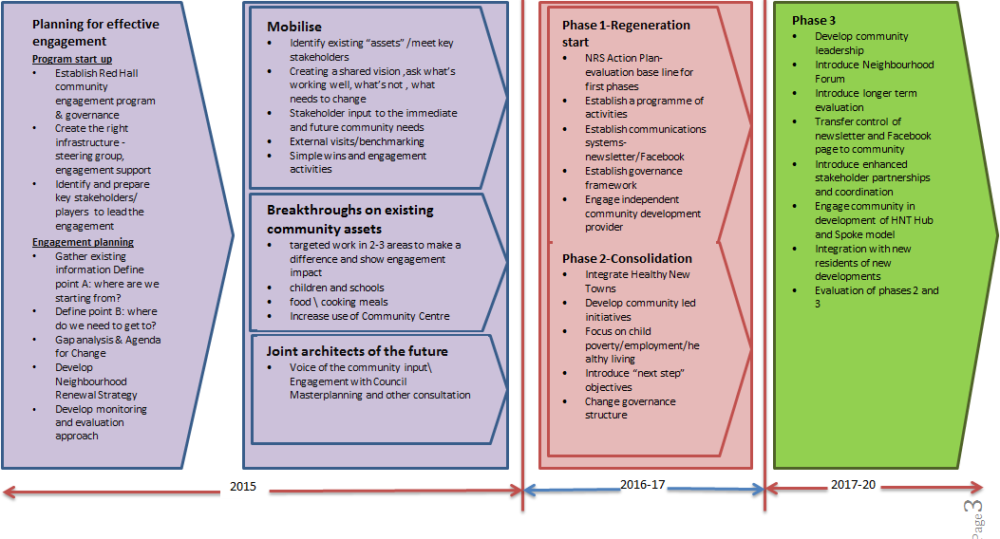 Planning for effective
engagement
Program start up
• Establish Red Hall
community
engagement program
& governance
• Create the right
infrastructure -
steering group,
engagement support
• Identify and prepare
key stakeholders/
players to lead the
engagement
Engagement planning
• Gather existing
information Define
point A: where are we
starting from?
• Define point B: where
do we need to get to?
• Gap analysis & Agenda
for Change
• Develop
Neighbourhood
Renewal Strategy
• Develop monitoring
and evaluation
approach
Mobilise
• Identify existing “assets” /meet key
stakeholders
• Creating a shared vision ,ask what’s
working well, what’s not , what
needs to change
• Stakeholder input to the immediate
and future community needs
• External visits/benchmarking
• Simple wins and engagement
activities
Breakthroughs on existing
community assets
• targeted work in 2-3 areas to make a
difference and show engagement
impact
• children and schools
• food \ cooking meals
• Increase use of Community Centre
Joint architects of the future
• Voice of the community input\
Engagement with Council
Masterplanning and other consultation
Phase 1-Regeneration
start
• NRS Action Plan-
evaluation base line for
first phases
• Establish a programme of
activities
• Establish communications
systems-
newsletter/Facebook
• Establish governance
framework
• Engage independent
community development
provider
Phase 2-Consolidation
• Integrate Healthy New
Towns
• Develop community led
initiatives
• Focus on child
poverty/employment/he
althy living
• Introduce “next step”
objectives
• Change governance
structure
Phase 3
• Develop community
leadership
• Introduce Neighbourhood
Forum
• Introduce longer term
evaluation
• Transfer control of
newsletter and Facebook
page to community
• Introduce enhanced
stakeholder partnerships
and coordination
• Engage community in
development of HNT Hub
and Spoke model
• Integration with new
residents of new
developments
• Evaluation of phases 2 and
3
2015
2016-17
2017-20
Page3